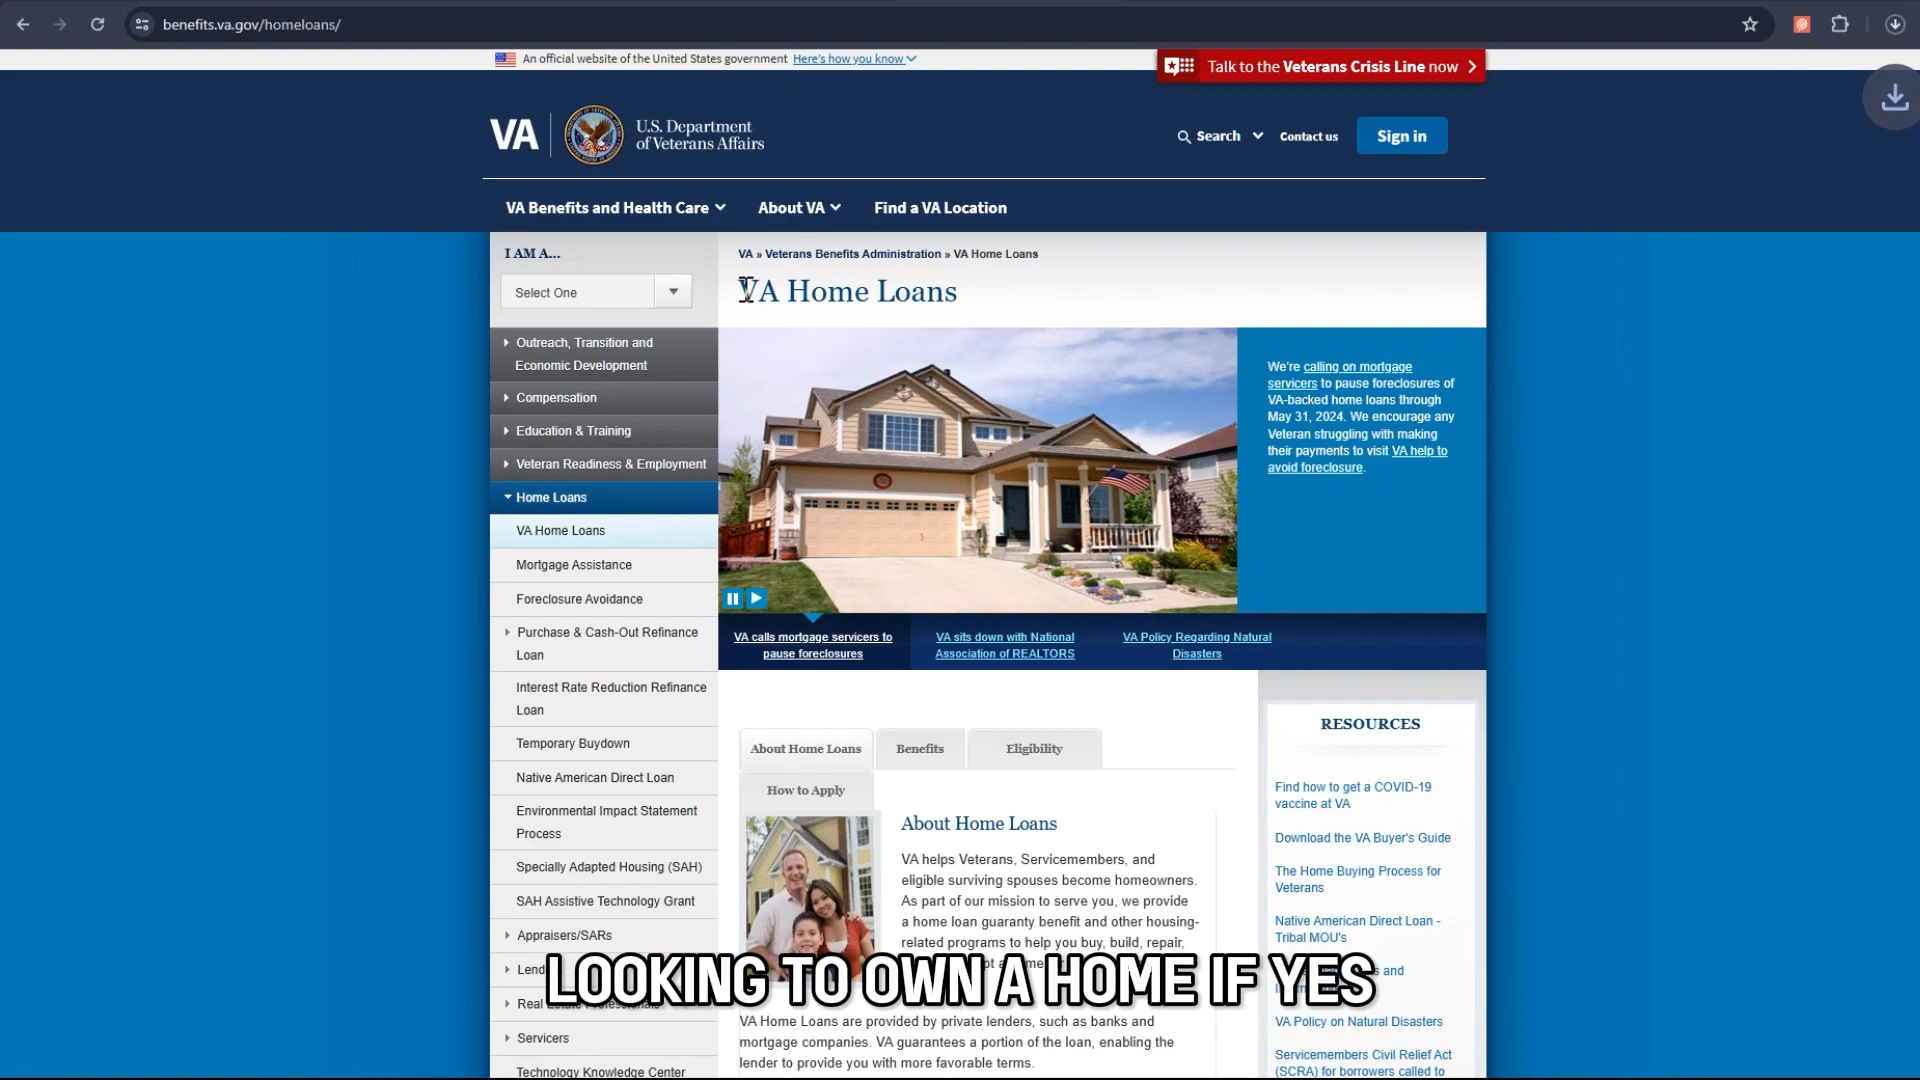 benefits.va.gov/homeloans/
An official website of the United States government Here's how you know
Talk to the Veterans Crisis Line now
VA
U.S. Department
of Veterans Affairs
Search
Contact us
Sign in
VA Benefits and Health Care
About VA
Find a VA Location
I AM A...
Select One
Outreach, Transition and
Economic Development
Compensation
Education & Training
Veteran Readiness & Employment
Home Loans
VA Home Loans
Mortgage Assistance
Foreclosure Avoidance
Purchase & Cash-Out Refinance
Loan
Interest Rate Reduction Refinance
Loan
Temporary Buydown
Native American Direct Loan
Environmental Impact Statement
Process
Specially Adapted Housing (SAH)
SAH Assistive Technology Grant
Appraisers/SARs
Servicers
Technology Knowledge Center
VA » Veterans Benefits Administration » VA Home Loans
VA Home Loans
We're calling on mortgage
servicers to pause foreclosures of
VA-backed home loans through
May 31, 2024. We encourage any
Veteran struggling with making
their payments to visit VA help to
avoid foreclosure.
VA calls mortgage servicers to
pause foreclosures
VA sits down with National
Association of REALTORS
VA Policy Regarding Natural
Disasters
About Home Loans
Benefits
Eligibility
How to Apply
About Home Loans
VA helps Veterans, Servicemembers, and
eligible surviving spouses become homeowners.
As part of our mission to serve you, we provide
a home loan guaranty benefit and other housing-
related programs to help you buy, build, repair,
LOOKING TO OWN A HOME IF YES
VA Home Loans are provided by private lenders, such as banks and
mortgage companies. VA guarantees a portion of the loan, enabling the
lender to provide you with more favorable terms.
RESOURCES
Find how to get a COVID-19
vaccine at VA
Download the VA Buyer's Guide
The Home Buying Process for
Veterans
Native American Direct Loan -
Tribal MOU's
and
VA Policy on Natural Disasters
Servicemembers Civil Relief Act
(SCRA) for borrowers called to